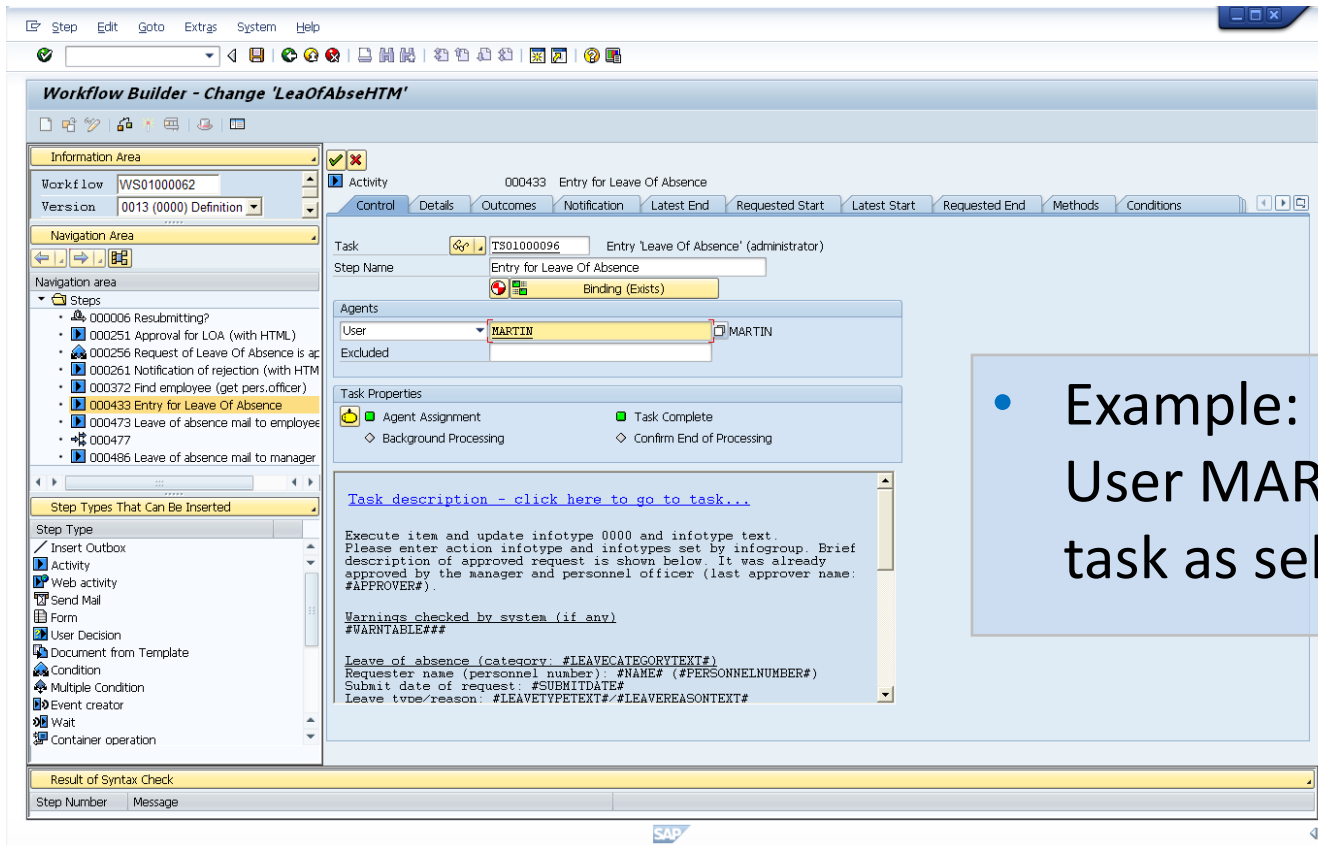 Step Edit Goto Extras System Help
Workflow Builder - Change 'LeaOfAbseHTM'
Information Area
Workflow WS01000062
Version 0013 (0000) Definition
Navigation Area
Navigation area
Steps
000006 Resubmitting?
000251 Approval for LOA (with HTML)
000256 Request of Leave Of Absence is ap
000261 Notification of rejection (with HTM
000372 Find employee (get pers.officer)
000433 Entry for Leave Of Absence
000473 Leave of absence mail to employee
000477
000486 Leave of absence mail to manager
Step Types That Can Be Inserted
Step Type
Insert Outbox
Activity
Web activity
Send Mail
Form
User Decision
Document from Template
Condition
Multiple Condition
Event creator
Wait
Container operation
Activity 000433 Entry for Leave Of Absence
Control Details Outcomes Notification Latest End Requested Start Latest Start Requested End Methods Conditions
Task TS01000096 Entry 'Leave Of Absence' (administrator)
Step Name Entry for Leave Of Absence
Binding (Exists)
Agents
User MARTIN MARTIN
Excluded
Task Properties
Agent Assignment Task Complete
Background Processing Confirm End of Processing
Task description - click here to go to task...
Execute item and update infotype 0000 and infotype text.
Please enter action infotype and infotypes set by infogroup. Brief
description of approved request is shown below. It was already
approved by the manager and personnel officer (last approver name:
#APPROVER#).
Warnings checked by system (if any)
#WARNTABLE###
Leave of absence (category: #LEAVECATEGORYTEXT#)
Requester name (personnel number): #NAME# (#PERSONNELNUMBER#)
Submit date of request: #SUBMITDATE#
Leave type/reason: #LEAVETYPETEXT#/#LEAVEREASONTEXT#
• Example:
User MAR
task as sel
Result of Syntax Check
Step Number Message
SAP